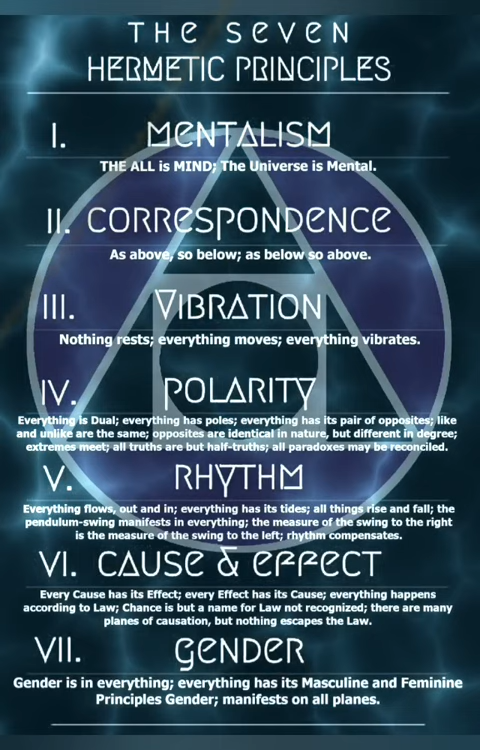 THE SEVEN
HERMETIC PRINCIPLES
I. MENTALISM
THE ALL is MIND; The Universe is Mental.
II. CORRESPONDENCE
As above, so below; as below so above.
III. VIBRATION
Nothing rests; everything moves; everything vibrates.
IV. POLARITY
Everything is Dual; everything has poles; everything has its pair of opposites; like
and unlike are the same; opposites are identical in nature, but different in degree;
extremes meet; all truths are but half-truths; all paradoxes may be reconciled.
V. RHYTHM
Everything flows, out and in; everything has its tides; all things rise and fall; the
pendulum-swing manifests in everything; the measure of the swing to the right
is the measure of the swing to the left; rhythm compensates.
VI. CAUSE & EFFECT
Every Cause has its Effect; every Effect has its Cause; everything happens
according to Law; Chance is but a name for Law not recognized; there are many
planes of causation, but nothing escapes the Law.
VII. GENDER
Gender is in everything; everything has its Masculine and Feminine
Principles Gender; manifests on all planes.